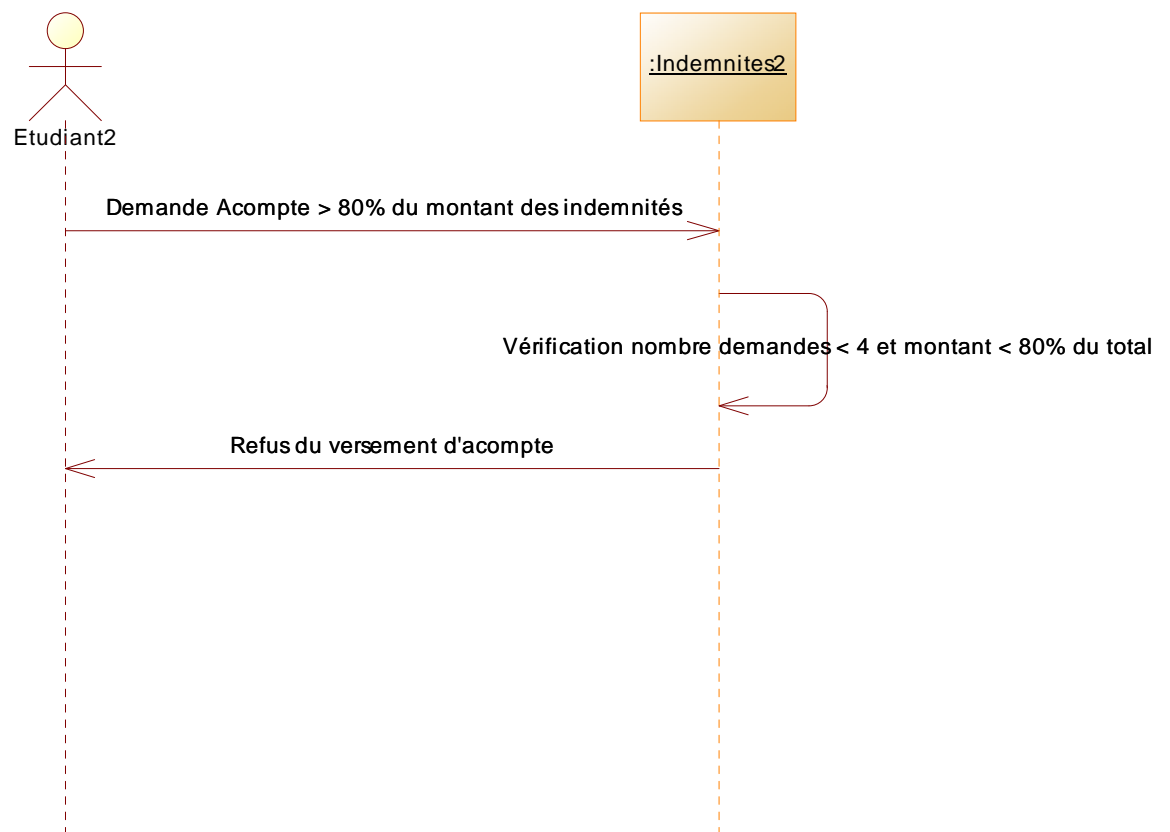 :Indemnites2
Etudiant2
Demande Acompte > 80% du montant des indemnités
Vérification nombre demandes < 4 et montant < 80% du total
Refus du versement d'acompte